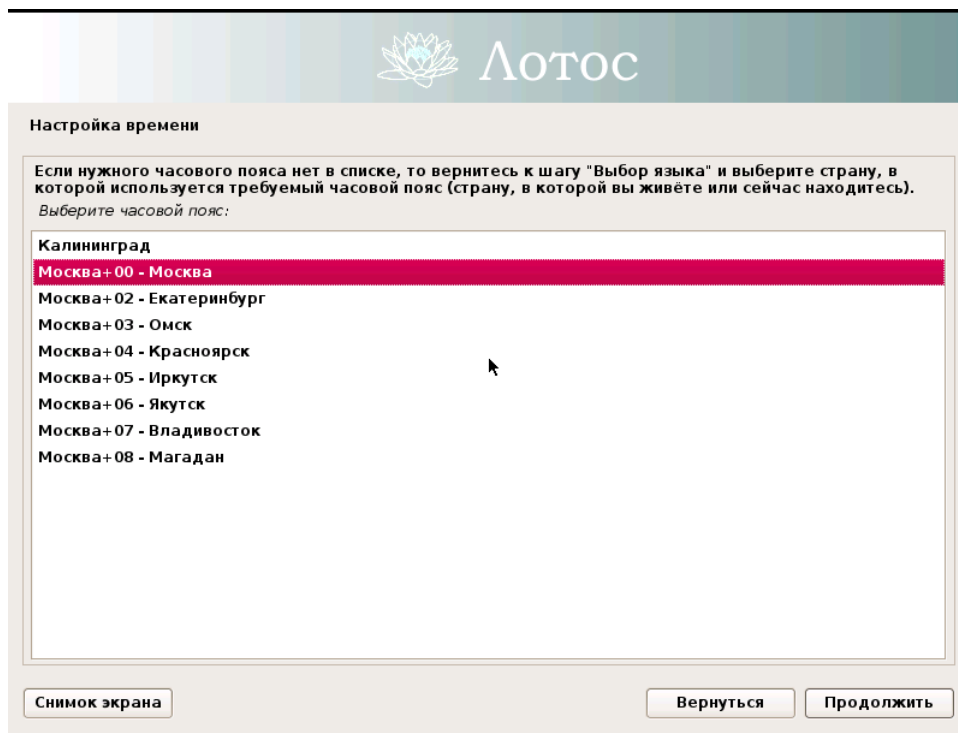 Лотос
Настройка времени
Если нужного часового пояса нет в списке, то вернитесь к шагу "Выбор языка" и выберите страну, в
которой используется требуемый часовой пояс (страну, в которой вы живёте или сейчас находитесь).
Выберите часовой пояс:
Калининград
Москва+00 - Москва
Москва+02 - Екатеринбург
Москва+03 - Омск
Москва+04 - Красноярск
Москва+05 - Иркутск
Москва+06 - Якутск
Москва+07 - Владивосток
Москва+08 - Магадан
Снимок экрана
Вернуться
Продолжить